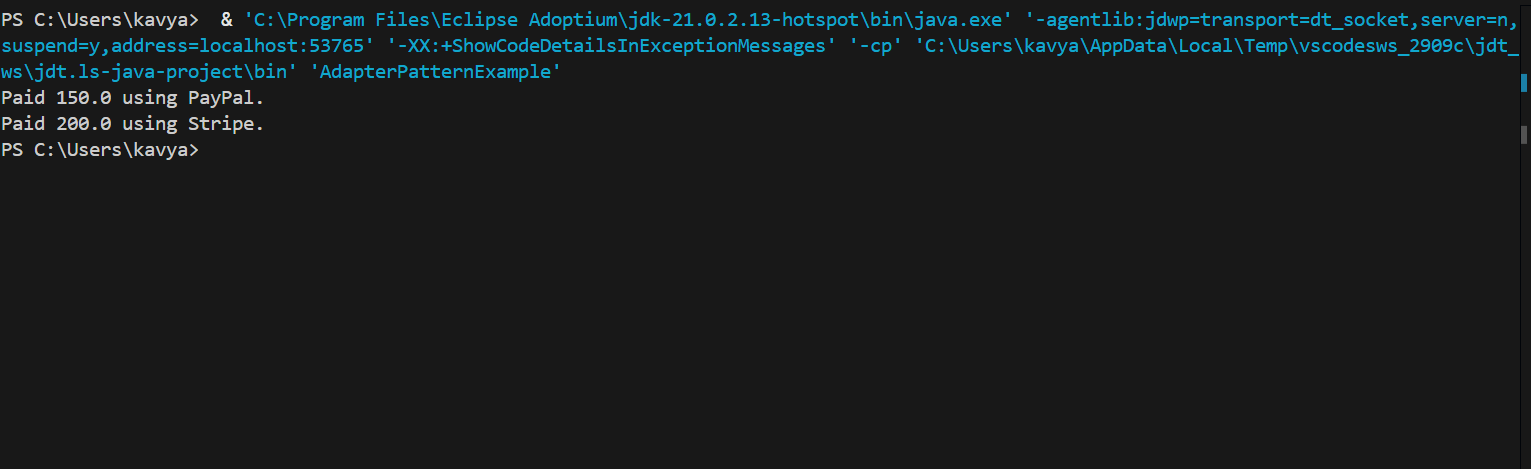 PS C:\Users\kavya>  & 'C:\Program Files\Eclipse Adoptium\jdk-21.0.2.13-hotspot\bin\java.exe' '-agentlib:jdwp=transport=dt_socket,server=n,
suspend=y,address=localhost:53765' '-XX:+ShowCodeDetailsInExceptionMessages' '-cp' 'C:\Users\kavya\AppData\Local\Temp\vscodesws_2909c\jdt_
ws\jdt.ls-java-project\bin' 'AdapterPatternExample'
Paid 150.0 using PayPal.
Paid 200.0 using Stripe.
PS C:\Users\kavya>